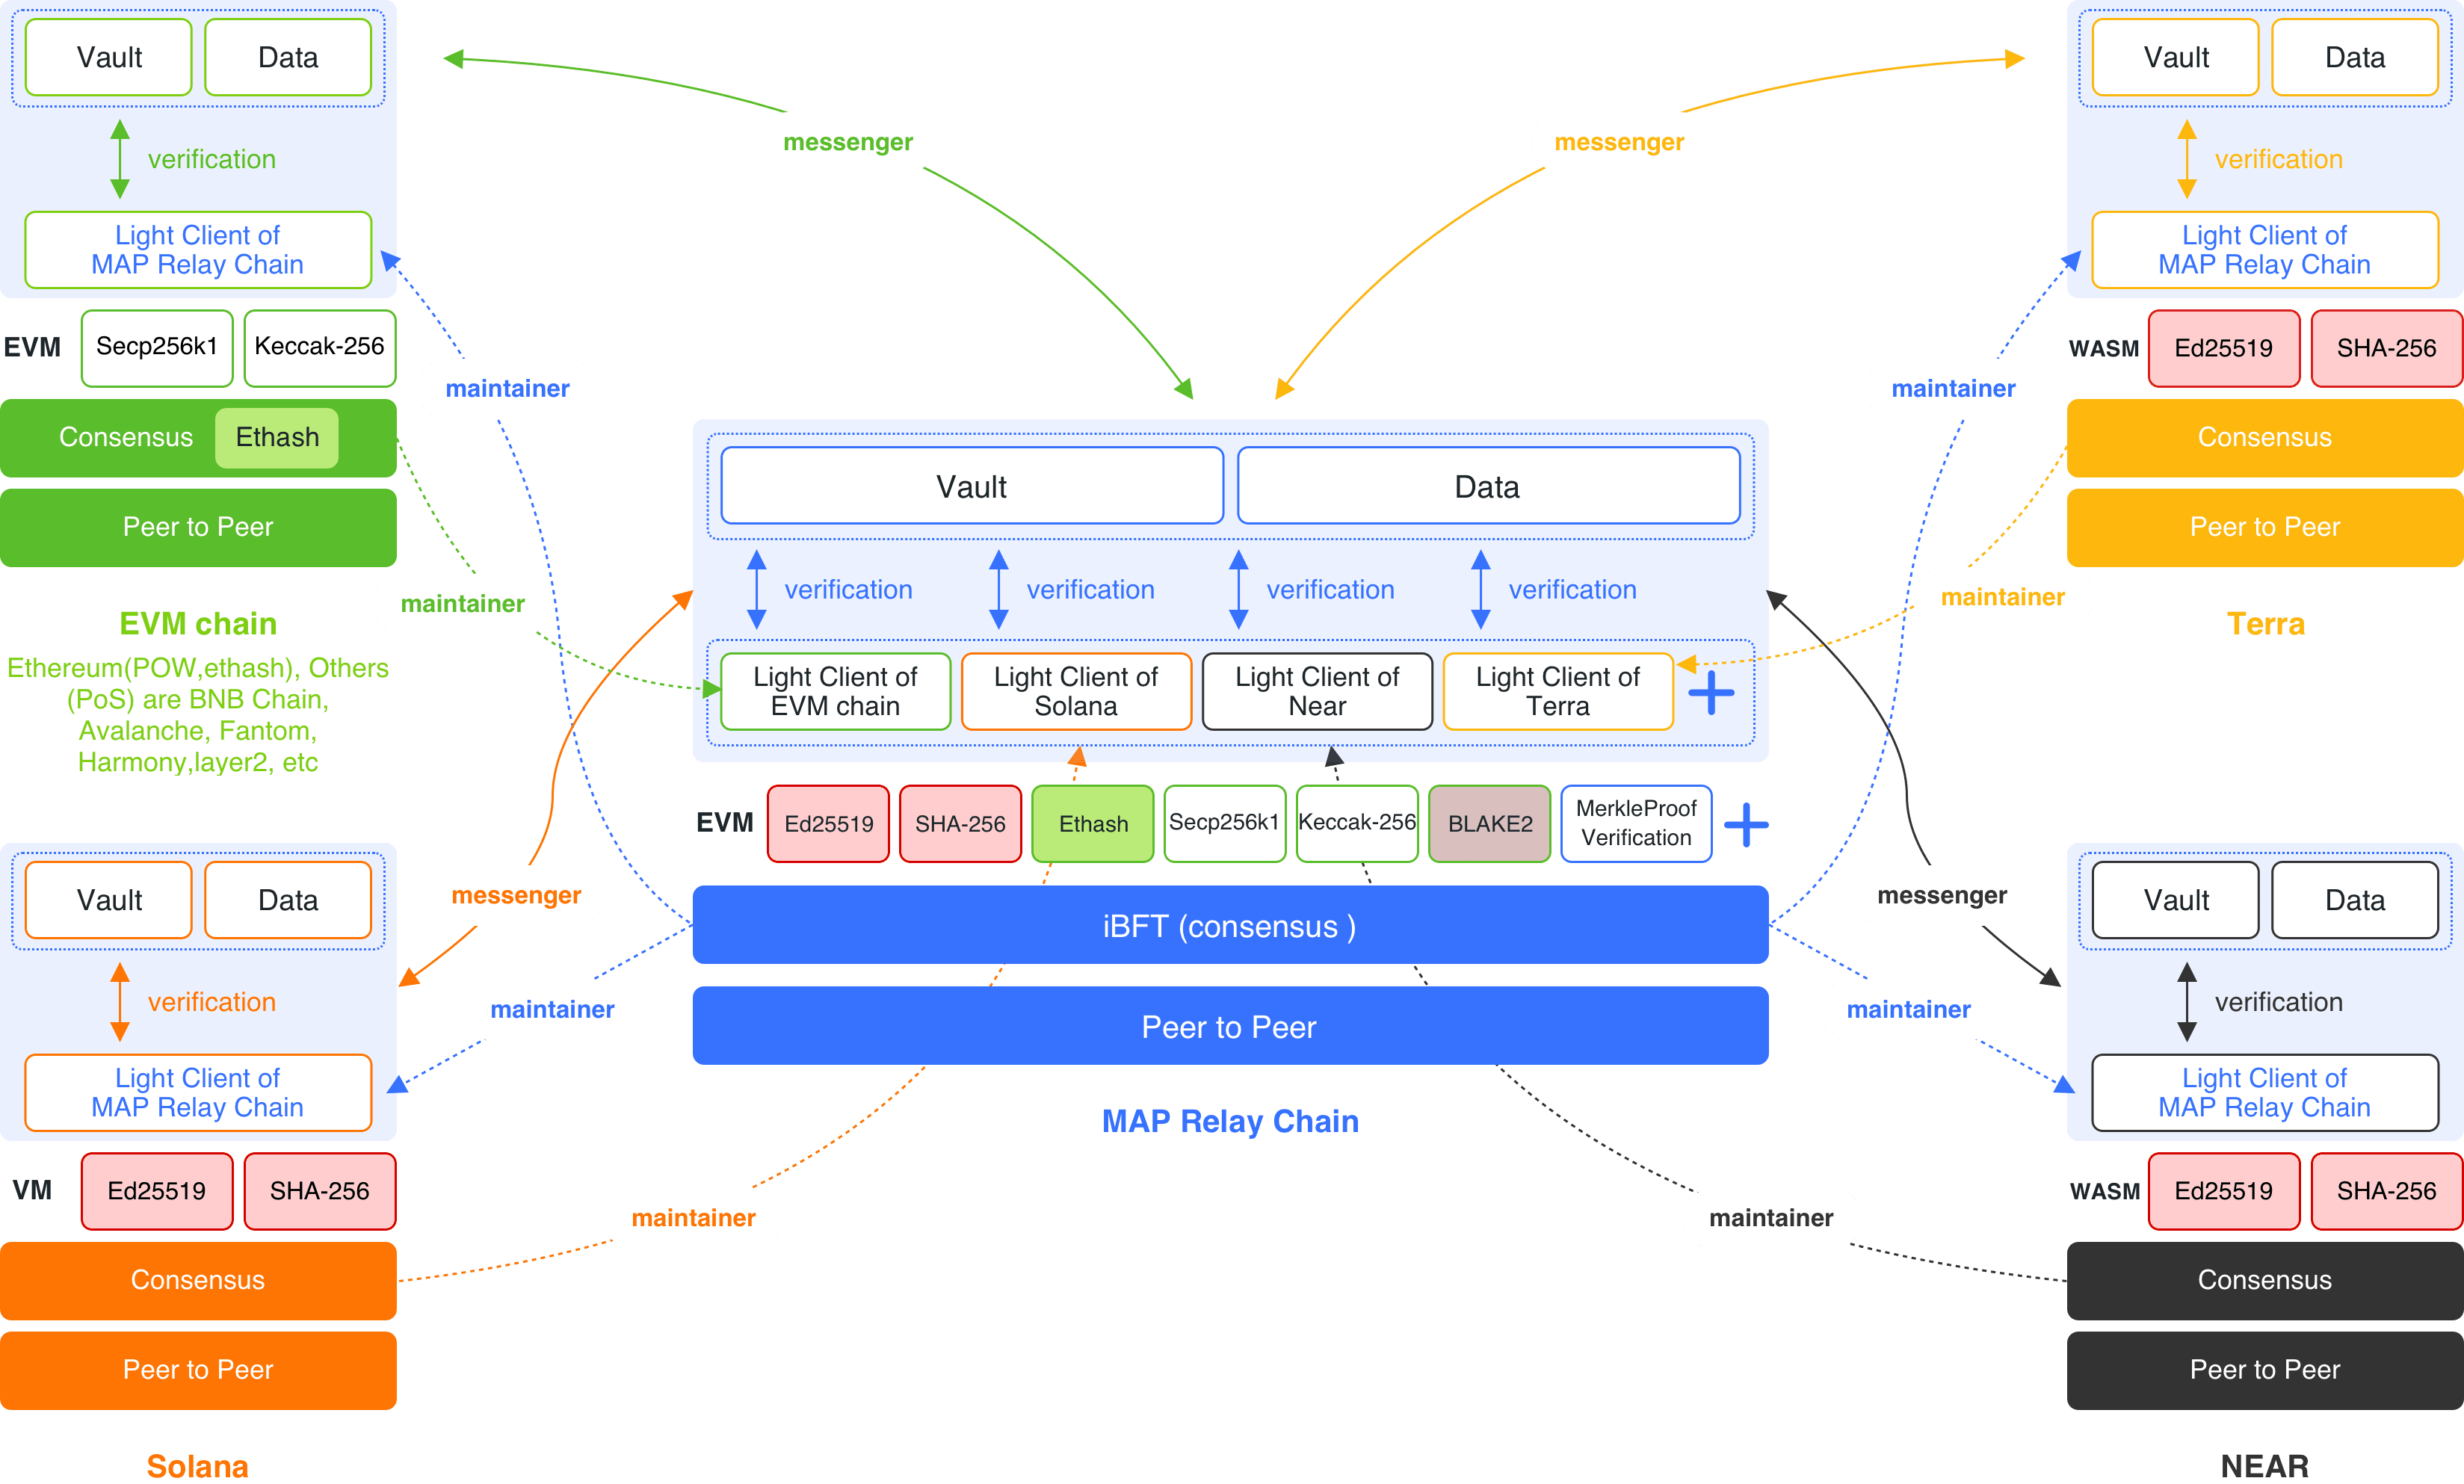 Vault
Data
verification
Light Client of
MAP Relay Chain
EVM
Secp256k1
Keccak-256
Consensus
Ethash
Peer to Peer
EVM chain
Ethereum(POW,ethash), Others
(PoS) are BNB Chain,
Avalanche, Fantom,
Harmony,layer2, etc
messenger
messenger
maintainer
maintainer
maintainer
maintainer
Vault
Data
verification
Light Client of
MAP Relay Chain
WASM
Ed25519
SHA-256
Consensus
Peer to Peer
Terra
Vault
Data
verification
verification
verification
verification
Light Client of
EVM chain
Light Client of
Solana
Light Client of
Near
Light Client of
Terra
EVM
Ed25519
SHA-256
Ethash
Secp256k1
Keccak-256
BLAKE2
MerkleProof
Verification
iBFT (consensus )
Peer to Peer
MAP Relay Chain
messenger
messenger
maintainer
maintainer
maintainer
maintainer
Vault
Data
verification
Light Client of
MAP Relay Chain
VM
Ed25519
SHA-256
Consensus
Peer to Peer
Solana
Vault
Data
verification
Light Client of
MAP Relay Chain
WASM
Ed25519
SHA-256
Consensus
Peer to Peer
NEAR